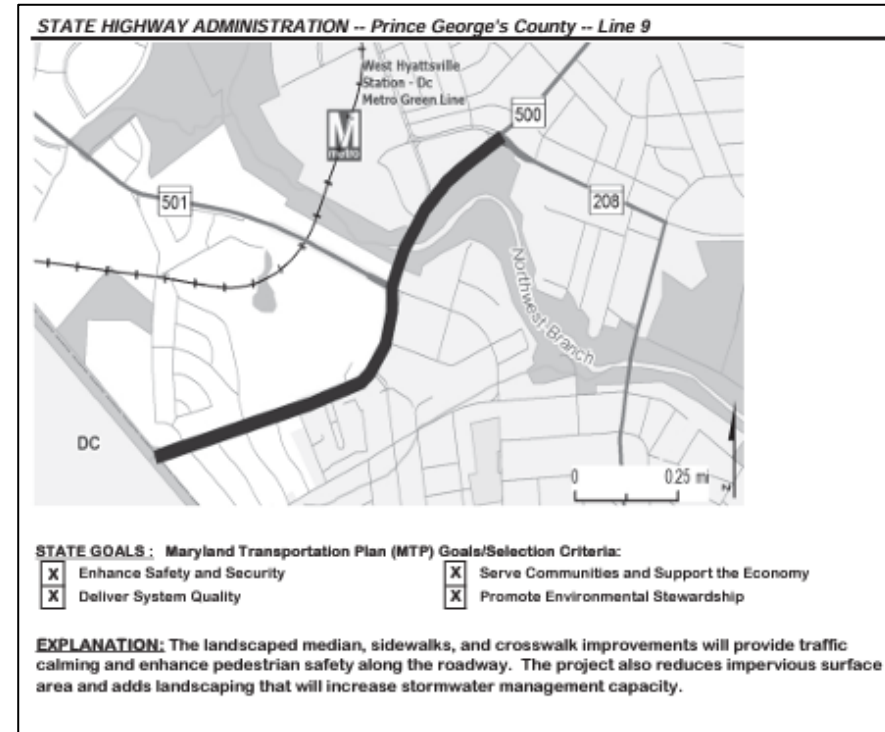 STATE HIGHWAY ADMINISTRATION -- Prince George's County -- Line 9
West Hyattsville
Station - Dc
Metro Green Line
M
metro
500
501
208
Northwest Branch
DC
0 0.25 mi
N
STATE GOALS : Maryland Transportation Plan (MTP) Goals/Selection Criteria:
X Enhance Safety and Security
X Serve Communities and Support the Economy
X Deliver System Quality
X Promote Environmental Stewardship
EXPLANATION: The landscaped median, sidewalks, and crosswalk improvements will provide traffic
calming and enhance pedestrian safety along the roadway. The project also reduces impervious surface
area and adds landscaping that will increase stormwater management capacity.